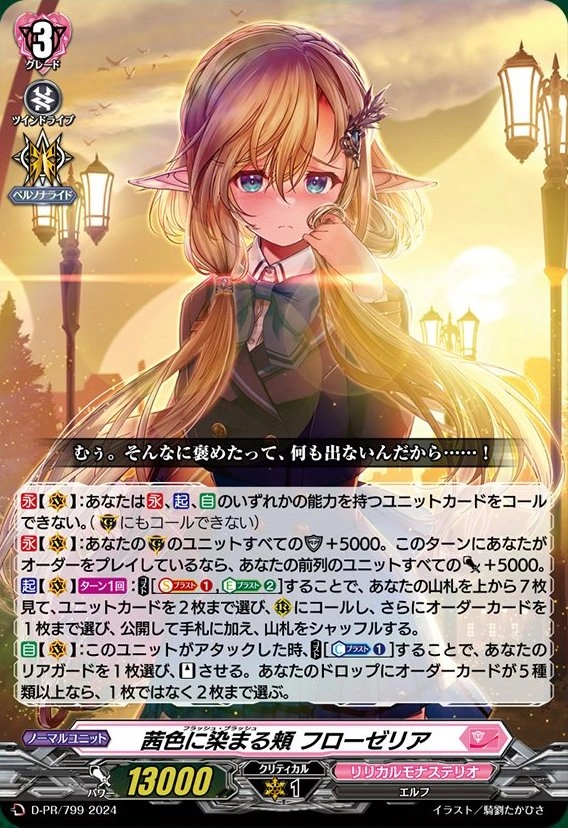 3
グレード
ツインドライブ
ペルソナライド
むぅ。そんなに褒めたって、何も出ないんだから……！
永【】:あなたは永、起、自のいずれかの能力を持つユニットカードをコール
できない。（Gにもコールできない）
永【】:あなたのGのユニットすべての+5000。このターンにあなたが
オーダーをプレイしているなら、あなたの前列のユニットすべての+5000。
起【】ターン1回:コスト[Sブラスト1,Eブラスト2]することで、あなたの山札を上から７枚
見て、ユニットカードを２枚まで選び、Rにコールし、さらにオーダーカードを
１枚まで選び、公開して手札に加え、山札をシャッフルする。
自【】:このユニットがアタックした時、コスト[Cブラスト1]することで、あなたの
リアガードを１枚選び、させる。あなたのドロップにオーダーカードが５種
類以上なら、１枚ではなく２枚まで選ぶ。
フラッシュ・ブラッシュ
ノーマルユニット 茜色に染まる頬 フローゼリア
パワー 13000 クリティカル 1 リリカルモナステリオ
エルフ
D-PR/799 2024 イラスト／騎劉たかひさ